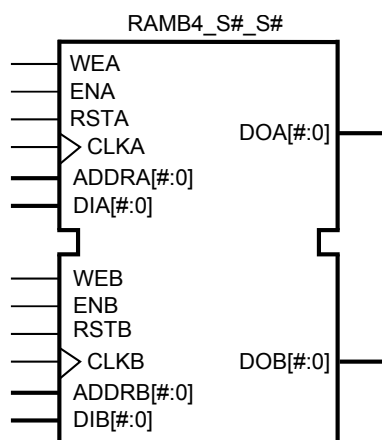 RAMB4_S#_S#
WEA
ENA
RSTA
CLKA
ADDRA[#:0]
DIA[#:0]
DOA[#:0]
WEB
ENB
RSTB
CLKB
ADDRB[#:0]
DIB[#:0]
DOB[#:0]